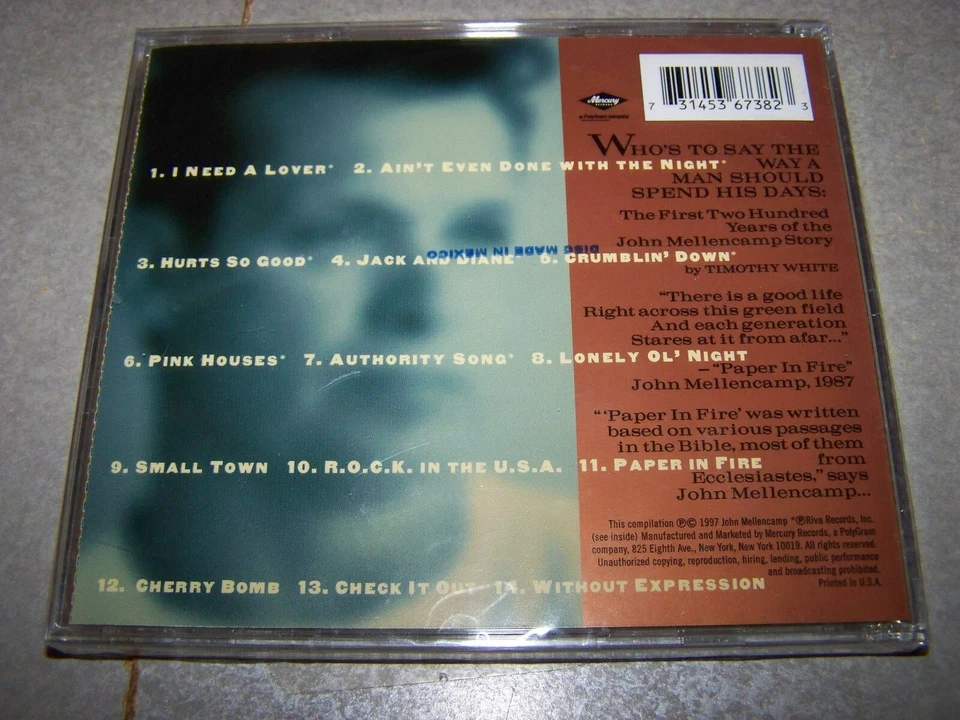 Mercury
RECORDS
a PolyGram company
7 31453 67382 3
WHO'S TO SAY THE
WAY A
MAN SHOULD
SPEND HIS DAYS:
The First Two Hundred
Years of the
John Mellencamp Story
by TIMOTHY WHITE
"There is a good life
Right across this green field
And each generation
Stares at it from afar..."
– "Paper In Fire"
John Mellencamp, 1987
"'Paper In Fire' was written
based on various passages
in the Bible, most of them
from
Ecclesiastes," says
John Mellencamp...
1. I NEED A LOVER* 2. AIN'T EVEN DONE WITH THE NIGHT*
3. HURTS SO GOOD* 4. JACK AND DIANE* 5. CRUMBLIN' DOWN*
DISC MADE IN MEXICO
6. PINK HOUSES* 7. AUTHORITY SONG* 8. LONELY OL' NIGHT
9. SMALL TOWN 10. R.O.C.K. IN THE U.S.A. 11. PAPER IN FIRE
12. CHERRY BOMB 13. CHECK IT OUT 14. WITHOUT EXPRESSION
This compilation ℗© 1997 John Mellencamp *℗Riva Records, Inc.
(see inside) Manufactured and Marketed by Mercury Records, a PolyGram
company, 825 Eighth Ave., New York, New York 10019. All rights reserved.
Unauthorized copying, reproduction, hiring, lending, public performance
and broadcasting prohibited.
Printed in U.S.A.